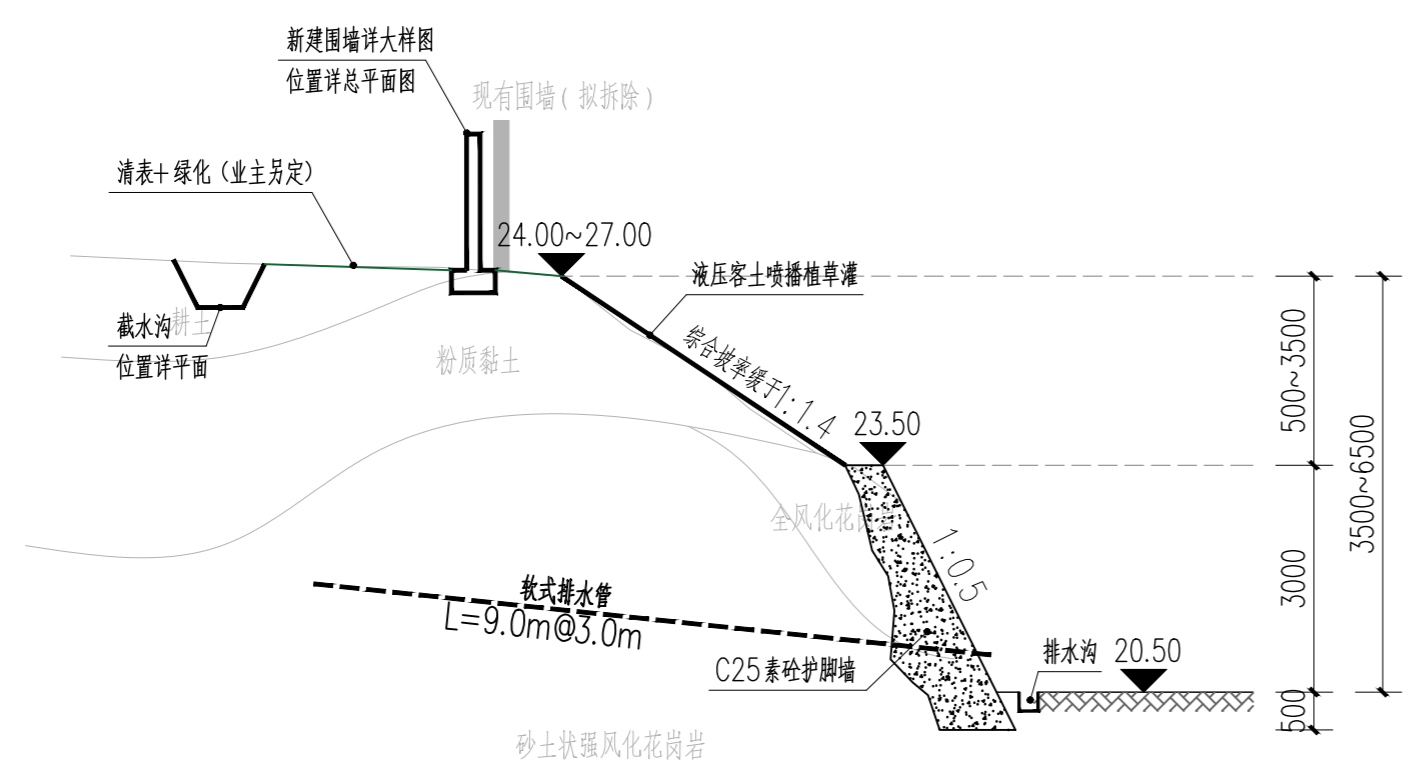 新建围墙详大样图
位置详总平面图
现有围墙(拟拆除)
清表+绿化(业主另定)
24.00~27.00
液压客土喷播植草灌
截水沟
耕土
位置详平面
粉质黏土
综合坡率缓于1:1.4
23.50
500~3500
3500~6500
全风化花岗岩
1:0.5
3000
软式排水管
L=9.0m@3.0m
C25素砼护脚墙
排水沟
20.50
500
砂土状强风化花岗岩